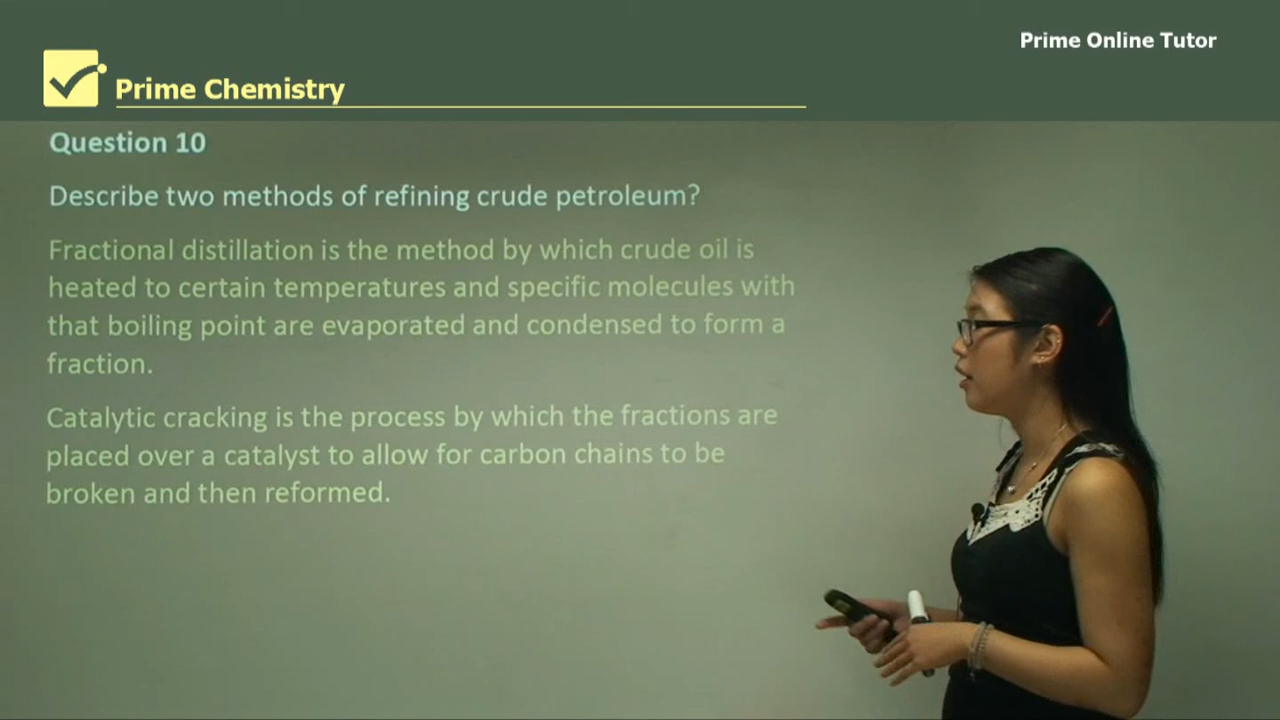 Prime Online Tutor
Prime Chemistry
Question 10
Describe two methods of refining crude petroleum?
Fractional distillation is the method by which crude oil is
heated to certain temperatures and specific molecules with
that boiling point are evaporated and condensed to form a
fraction.
Catalytic cracking is the process by which the fractions are
placed over a catalyst to allow for carbon chains to be
broken and then reformed.